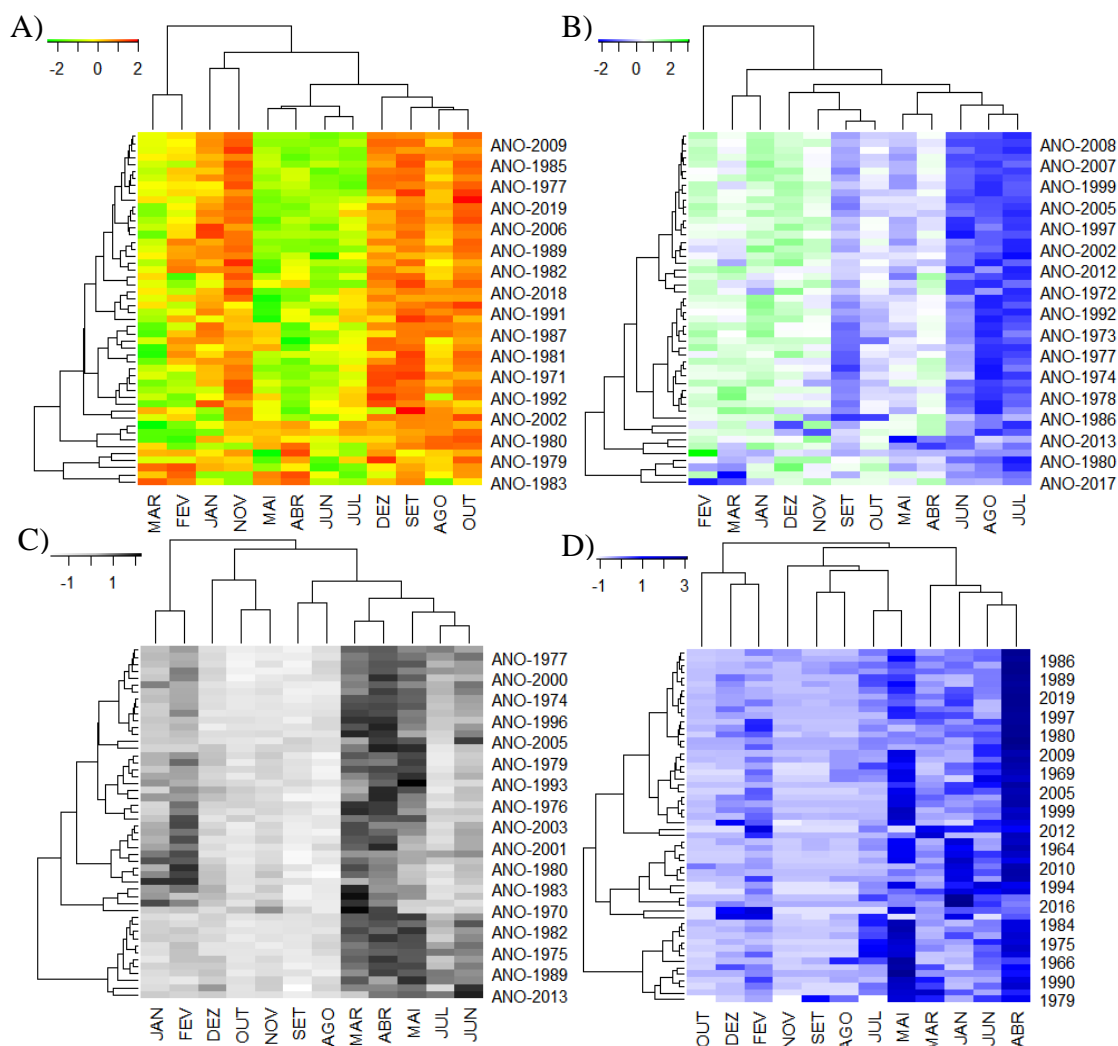 A)
-2 0 2
ANO-2009
ANO-1985
ANO-1977
ANO-2019
ANO-2006
ANO-1989
ANO-1982
ANO-2018
ANO-1991
ANO-1987
ANO-1981
ANO-1971
ANO-1992
ANO-2002
ANO-1980
ANO-1979
ANO-1983
MAR FEV JAN NOV MAI ABR JUN JUL DEZ SET AGO OUT
B)
-2 0 2
ANO-2008
ANO-2007
ANO-1999
ANO-2005
ANO-1997
ANO-2002
ANO-2012
ANO-1972
ANO-1992
ANO-1973
ANO-1977
ANO-1974
ANO-1978
ANO-1986
ANO-2013
ANO-1980
ANO-2017
FEV MAR JAN DEZ NOV SET OUT MAI ABR JUN AGO JUL
C)
-1 1
ANO-1977
ANO-2000
ANO-1974
ANO-1996
ANO-2005
ANO-1979
ANO-1993
ANO-1976
ANO-2003
ANO-2001
ANO-1980
ANO-1983
ANO-1970
ANO-1982
ANO-1975
ANO-1989
ANO-2013
JAN FEV DEZ OUT NOV SET AGO MAR ABR MAI JUL JUN
D)
-1 1 3
1986
1989
2019
1997
1980
2009
1969
2005
1999
2012
1964
2010
1994
2016
1984
1975
1966
1990
1979
OUT DEZ FEV NOV SET AGO JUL MAI MAR JAN JUN ABR